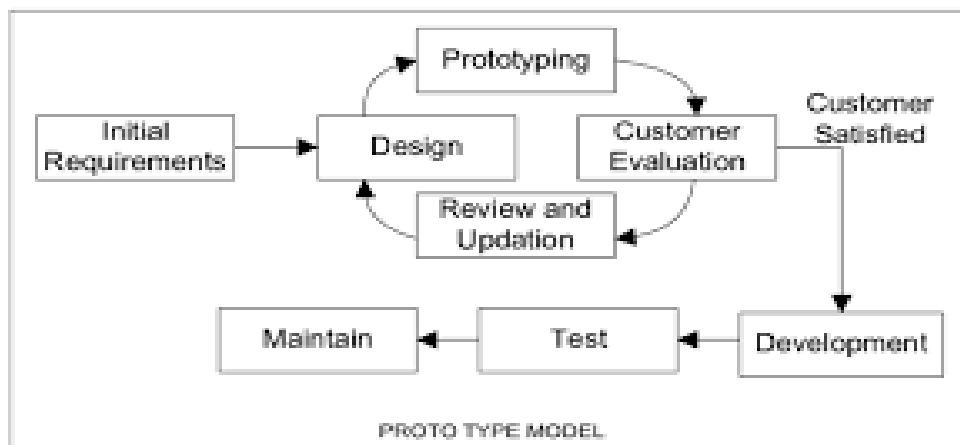 Prototyping
Customer
Satisfied
Initial
Requirements
Design
Customer
Evaluation
Review and
Updation
Maintain
Test
Development
PROTO TYPE MODEL